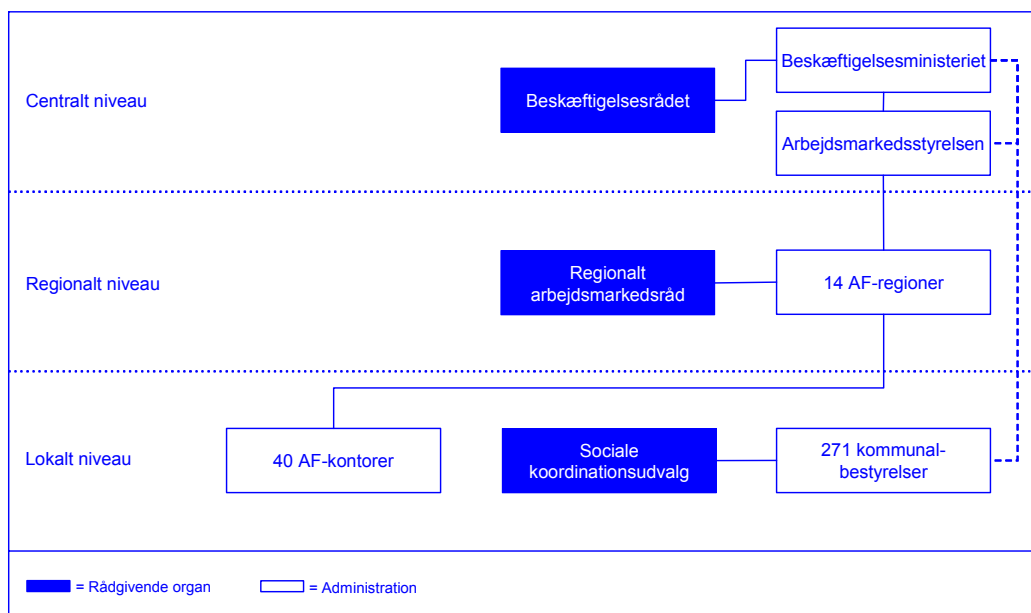 Centralt niveau
Beskæftigelsesrådet
Beskæftigelsesministeriet
Arbejdsmarkedsstyrelsen
Regionalt niveau
Regionalt
arbejdsmarkedsråd
14 AF-regioner
Lokalt niveau
40 AF-kontorer
Sociale
koordinationsudvalg
271 kommunal-
bestyrelser
= Rådgivende organ
= Administration